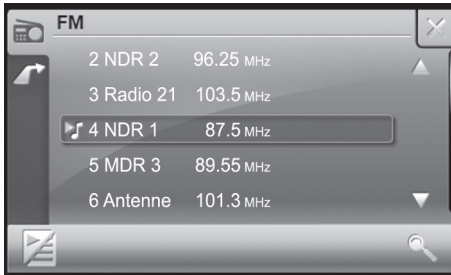 FM
2 NDR 2 96.25 MHz
3 Radio 21 103.5 MHz
4 NDR 1 87.5 MHz
5 MDR 3 89.55 MHz
6 Antenne 101.3 MHz